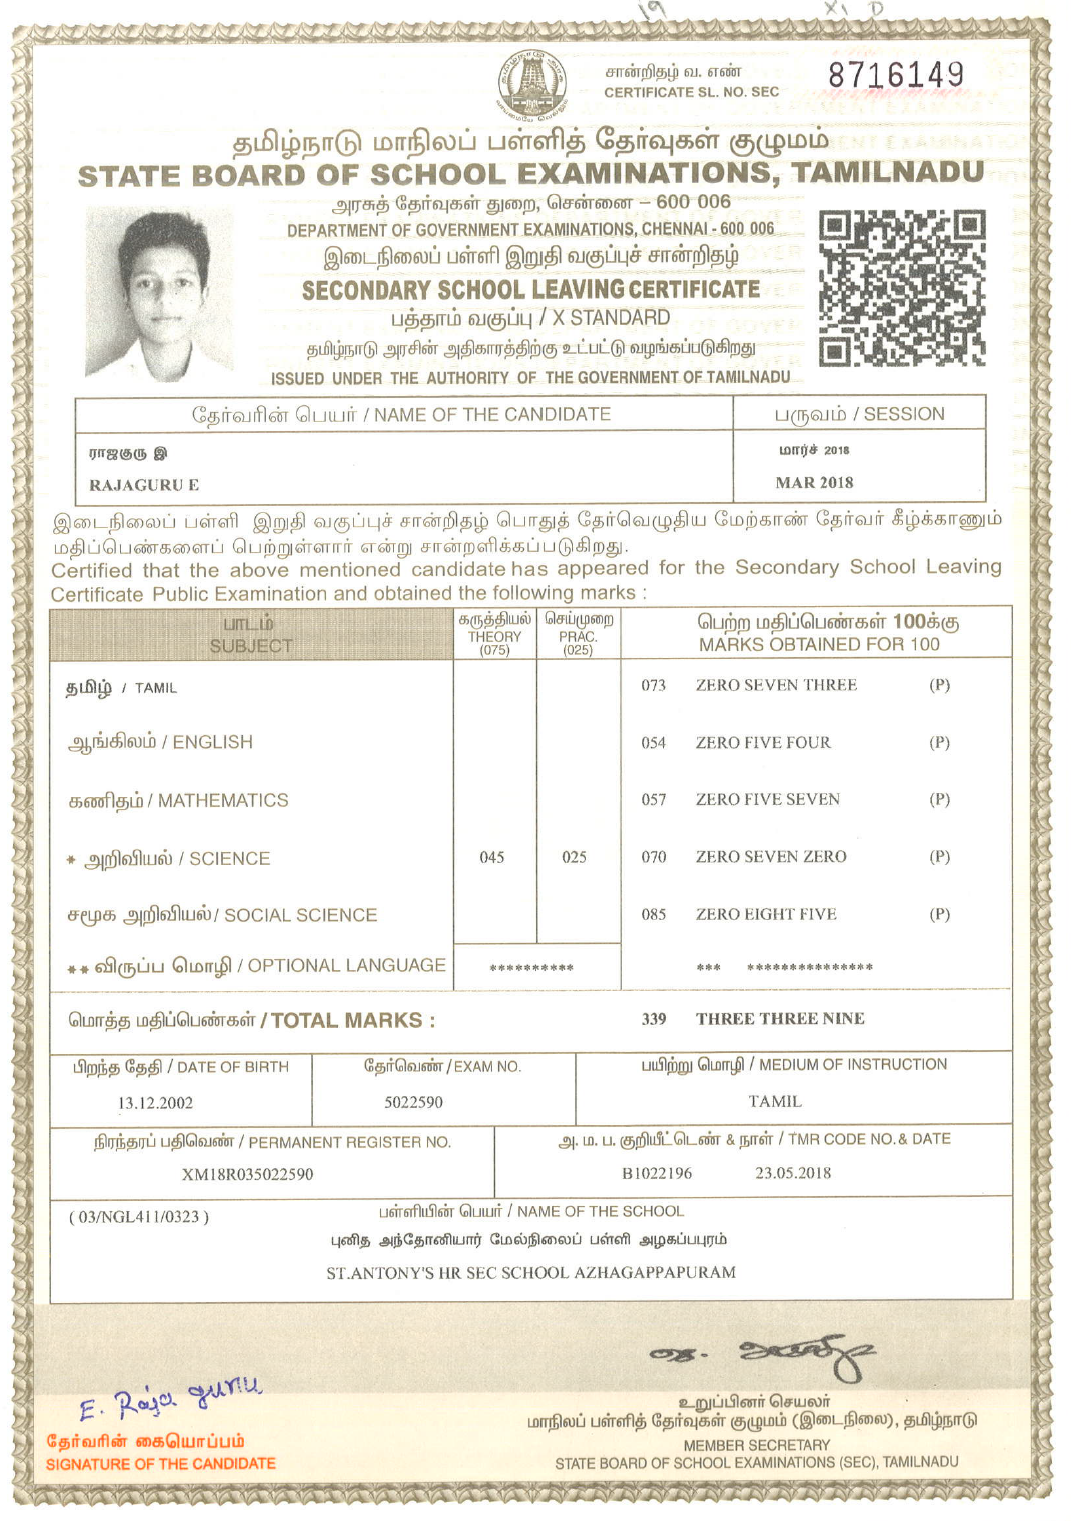 19 XI D
சான்றிதழ் வ. எண்
CERTIFICATE SL. NO. SEC
8716149
தமிழ்நாடு மாநிலப் பள்ளித் தேர்வுகள் குழுமம்
STATE BOARD OF SCHOOL EXAMINATIONS, TAMILNADU
அரசுத் தேர்வுகள் துறை, சென்னை – 600 006
DEPARTMENT OF GOVERNMENT EXAMINATIONS, CHENNAI - 600 006
இடைநிலைப் பள்ளி இறுதி வகுப்புச் சான்றிதழ்
SECONDARY SCHOOL LEAVING CERTIFICATE
பத்தாம் வகுப்பு / X STANDARD
தமிழ்நாடு அரசின் அதிகாரத்திற்கு உட்பட்டு வழங்கப்படுகிறது
ISSUED UNDER THE AUTHORITY OF THE GOVERNMENT OF TAMILNADU
தேர்வரின் பெயர் / NAME OF THE CANDIDATE பருவம் / SESSION
ராஜகுரு இ மார்ச் 2018
RAJAGURU E MAR 2018
இடைநிலைப் பள்ளி இறுதி வகுப்புச் சான்றிதழ் பொதுத் தேர்வெழுதிய மேற்காண் தேர்வர் கீழ்க்காணும்
மதிப்பெண்களைப் பெற்றுள்ளார் என்று சான்றளிக்கப்படுகிறது.
Certified that the above mentioned candidate has appeared for the Secondary School Leaving
Certificate Public Examination and obtained the following marks :
பாடம் கருத்தியல் செய்முறை பெற்ற மதிப்பெண்கள் 100க்கு
SUBJECT THEORY PRAC. MARKS OBTAINED FOR 100
(075) (025)
தமிழ் / TAMIL 073 ZERO SEVEN THREE (P)
ஆங்கிலம் / ENGLISH 054 ZERO FIVE FOUR (P)
கணிதம் / MATHEMATICS 057 ZERO FIVE SEVEN (P)
* அறிவியல் / SCIENCE 045 025 070 ZERO SEVEN ZERO (P)
சமூக அறிவியல் / SOCIAL SCIENCE 085 ZERO EIGHT FIVE (P)
** விருப்ப மொழி / OPTIONAL LANGUAGE ********** *** ***************
மொத்த மதிப்பெண்கள் / TOTAL MARKS : 339 THREE THREE NINE
பிறந்த தேதி / DATE OF BIRTH தேர்வெண் / EXAM NO. பயிற்று மொழி / MEDIUM OF INSTRUCTION
13.12.2002 5022590 TAMIL
நிரந்தரப் பதிவெண் / PERMANENT REGISTER NO. அ. ம. ப. குறியீட்டெண் & நாள் / TMR CODE NO. & DATE
XM18R035022590 B1022196 23.05.2018
( 03/NGL411/0323 ) பள்ளியின் பெயர் / NAME OF THE SCHOOL
புனித அந்தோனியார் மேல்நிலைப் பள்ளி அழகப்பபுரம்
ST.ANTONY'S HR SEC SCHOOL AZHAGAPPAPURAM
E. Raja guru
தேர்வரின் கையொப்பம்
SIGNATURE OF THE CANDIDATE
உறுப்பினர் செயலர்
மாநிலப் பள்ளித் தேர்வுகள் குழுமம் (இடைநிலை), தமிழ்நாடு
MEMBER SECRETARY
STATE BOARD OF SCHOOL EXAMINATIONS (SEC), TAMILNADU